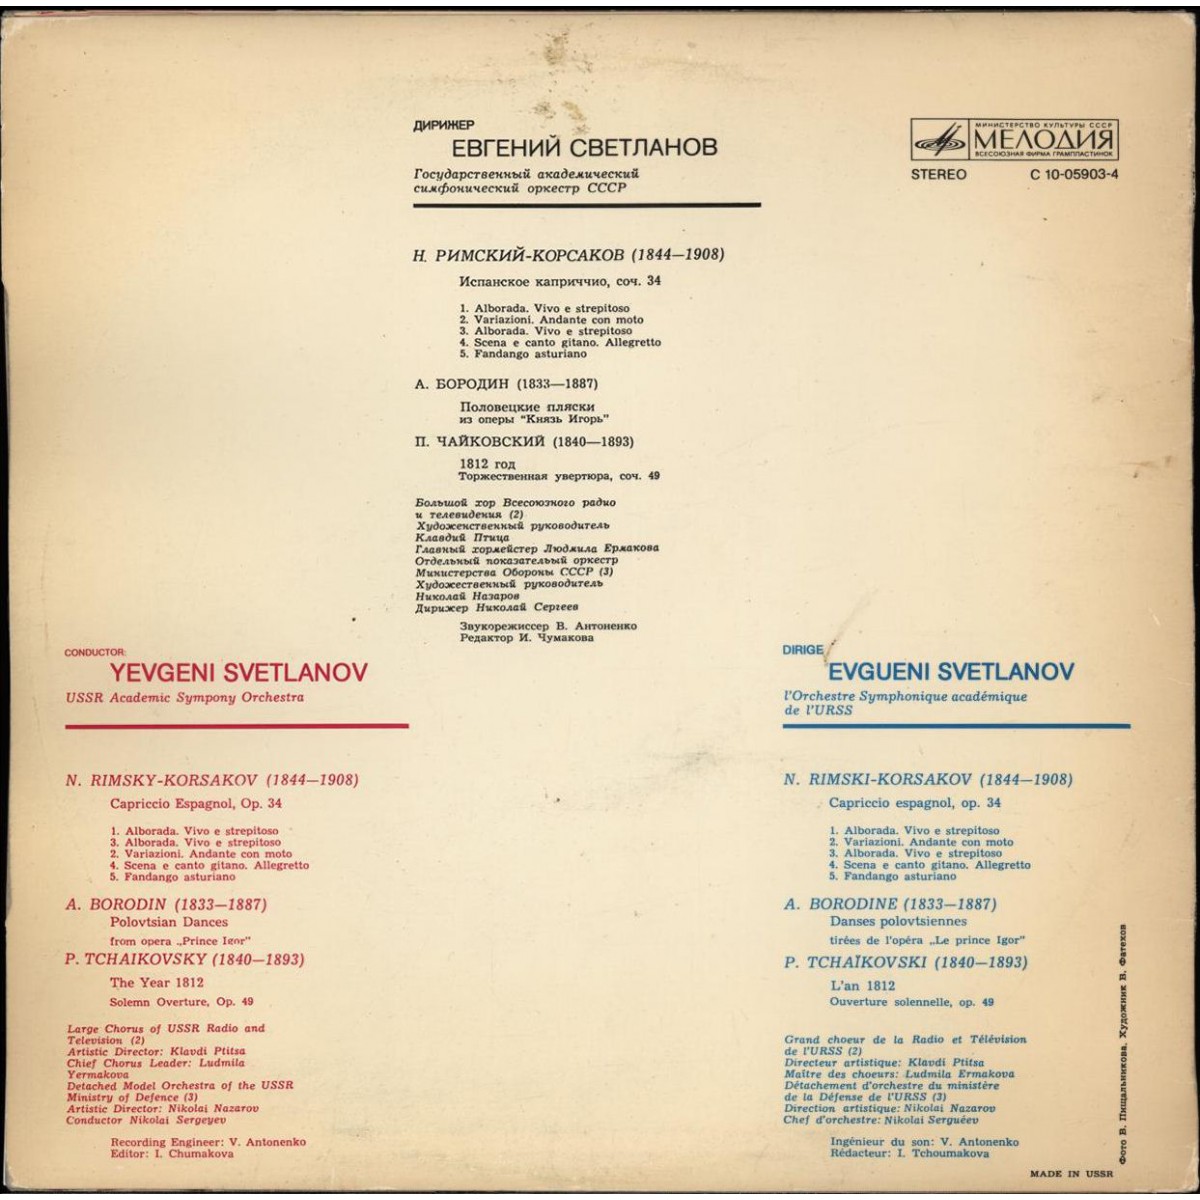 ДИРИЖЕР
ЕВГЕНИЙ СВЕТЛАНОВ
Государственный академический
симфонический оркестр СССР
МИНИСТЕРСТВО КУЛЬТУРЫ СССР
МЕЛОДИЯ
ВСЕСОЮЗНАЯ ФИРМА ГРАМПЛАСТИНОК
STEREO С 10-05903-4
Н. РИМСКИЙ-КОРСАКОВ (1844—1908)
Испанское каприччио, соч. 34
1. Alborada. Vivo e strepitoso
2. Variazioni. Andante con moto
3. Alborada. Vivo e strepitoso
4. Scena e canto gitano. Allegretto
5. Fandango asturiano
А. БОРОДИН (1833—1887)
Половецкие пляски
из оперы "Князь Игорь"
П. ЧАЙКОВСКИЙ (1840—1893)
1812 год
Торжественная увертюра, соч. 49
Большой хор Всесоюзного радио
и телевидения (2)
Художенственный руководитель
Клавдий Птица
Главный хормейстер Людмила Ермакова
Отдельный показательый оркестр
Министерства Обороны СССР (3)
Художественный руководитель
Николай Назаров
Дирижер Николай Сергеев
Звукорежиссер В. Антоненко
Редактор И. Чумакова
CONDUCTOR:
YEVGENI SVETLANOV
USSR Academic Sympony Orchestra
N. RIMSKY-KORSAKOV (1844—1908)
Capriccio Espagnol, Op. 34
1. Alborada. Vivo e strepitoso
3. Alborada. Vivo e strepitoso
2. Variazioni. Andante con moto
4. Scena e canto gitano. Allegretto
5. Fandango asturiano
A. BORODIN (1833—1887)
Polovtsian Dances
from opera „Prince Igor"
P. TCHAIKOVSKY (1840—1893)
The Year 1812
Solemn Overture, Op. 49
Large Chorus of USSR Radio and
Television (2)
Artistic Director: Klavdi Ptitsa
Chief Chorus Leader: Ludmila
Yermakova
Detached Model Orchestra of the USSR
Ministry of Defence (3)
Artistic Director: Nikolai Nazarov
Conductor Nikolai Sergeyev
Recording Engineer: V. Antonenko
Editor: I. Chumakova
DIRIGE
EVGUENI SVETLANOV
l'Orchestre Symphonique académique
de l'URSS
N. RIMSKI-KORSAKOV (1844—1908)
Capriccio espagnol, op. 34
1. Alborada. Vivo e strepitoso
2. Variazioni. Andante con moto
3. Alborada. Vivo e strepitoso
4. Scena e canto gitano. Allegretto
5. Fandango asturiano
A. BORODINE (1833—1887)
Danses polovtsiennes
tirées de l'opéra „Le prince Igor"
P. TCHAÏKOVSKI (1840—1893)
L'an 1812
Ouverture solennelle, op. 49
Grand choeur de la Radio et Télévision
de l'URSS (2)
Directeur artistique: Klavdi Ptitsa
Maître des choeurs: Ludmila Ermakova
Détachement d'orchestre du ministère
de la Défense de l'URSS (3)
Direction artistique: Nikolai Nazarov
Chef d'orchestre: Nikolai Serguéev
Ingénieur du son: V. Antonenko
Rédacteur: I. Tchoumakova
Фото В. Пищальникова. Художник В. Фатехов
MADE IN USSR